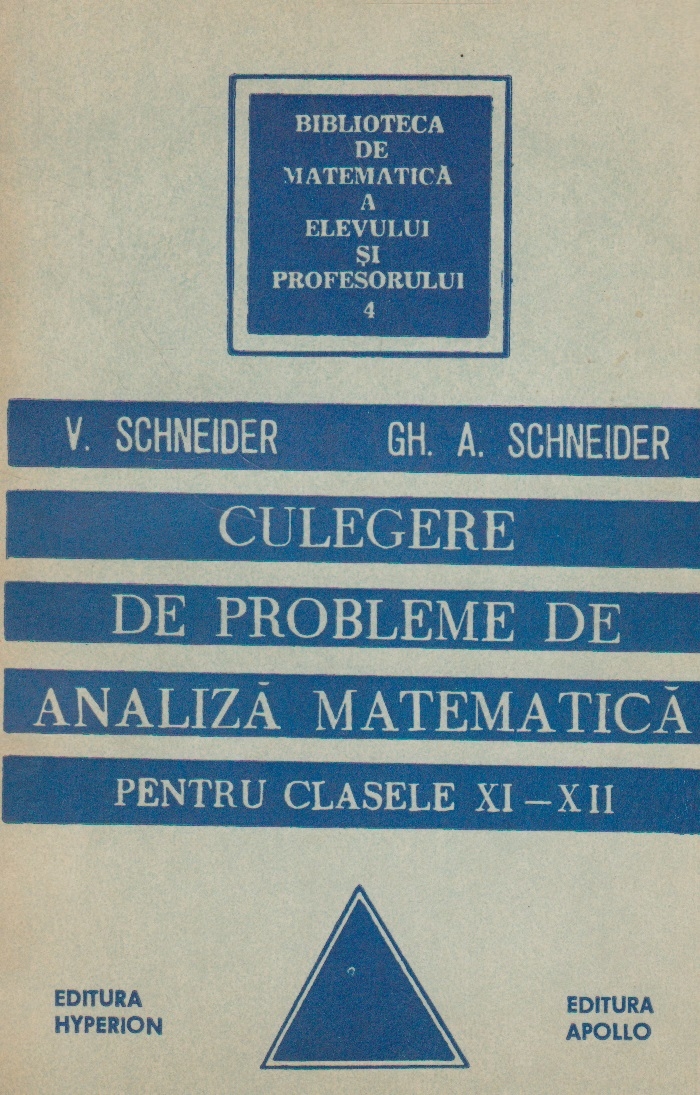 BIBLIOTECA
DE
MATEMATICĂ
A
ELEVULUI
ȘI
PROFESORULUI
4
V. SCHNEIDER GH. A. SCHNEIDER
CULEGERE
DE PROBLEME DE
ANALIZĂ MATEMATICĂ
PENTRU CLASELE XI – XII
EDITURA
HYPERION
EDITURA
APOLLO